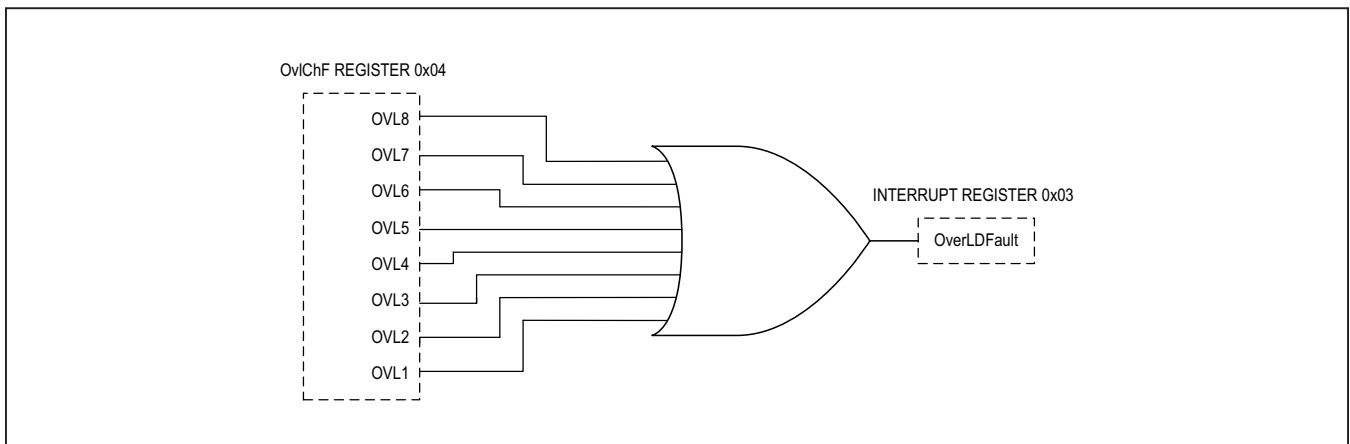 OvlChF REGISTER 0x04
OVL8
OVL7
OVL6
OVL5
OVL4
OVL3
OVL2
OVL1
INTERRUPT REGISTER 0x03
OverLDFault